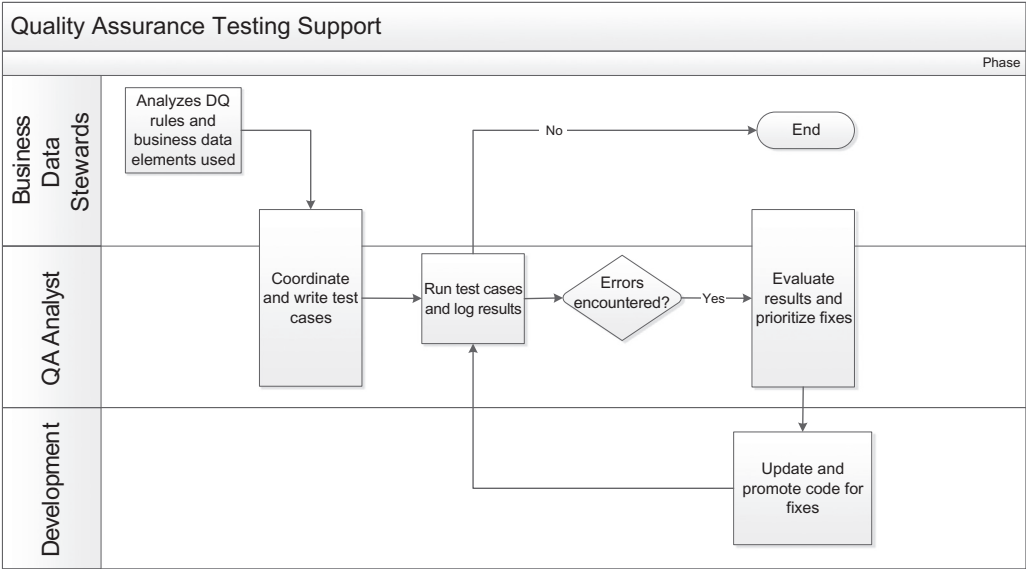 Quality Assurance Testing Support
Phase
Business
Data
Stewards
Analyzes DQ
rules and
business data
elements used
No
End
QA Analyst
Coordinate
and write test
cases
Run test cases
and log results
Errors
encountered?
Yes
Evaluate
results and
prioritize fixes
Development
Update and
promote code for
fixes